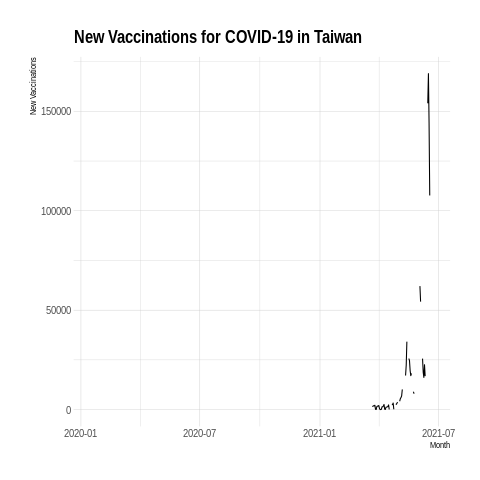 New Vaccinations for COVID-19 in Taiwan
New Vaccinations
150000
100000
50000
0
2020-01 2020-07 2021-01 2021-07
Month